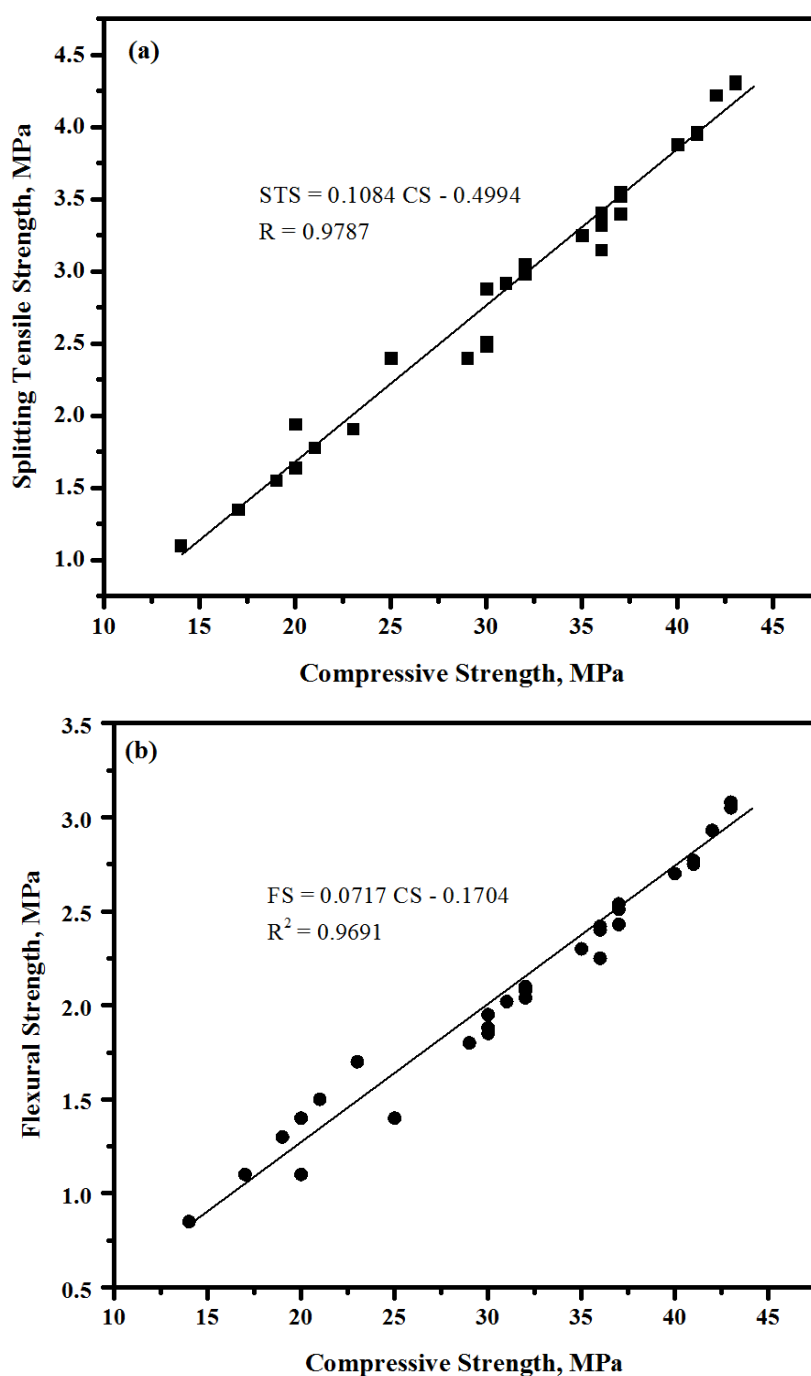 (a)
4.5
4.0
3.5
3.0
2.5
2.0
1.5
1.0
Splitting Tensile Strength, MPa
STS = 0.1084 CS - 0.4994
R = 0.9787
10 15 20 25 30 35 40 45
Compressive Strength, MPa
(b)
3.5
3.0
2.5
2.0
1.5
1.0
0.5
Flexural Strength, MPa
FS = 0.0717 CS - 0.1704
R² = 0.9691
10 15 20 25 30 35 40 45
Compressive Strength, MPa